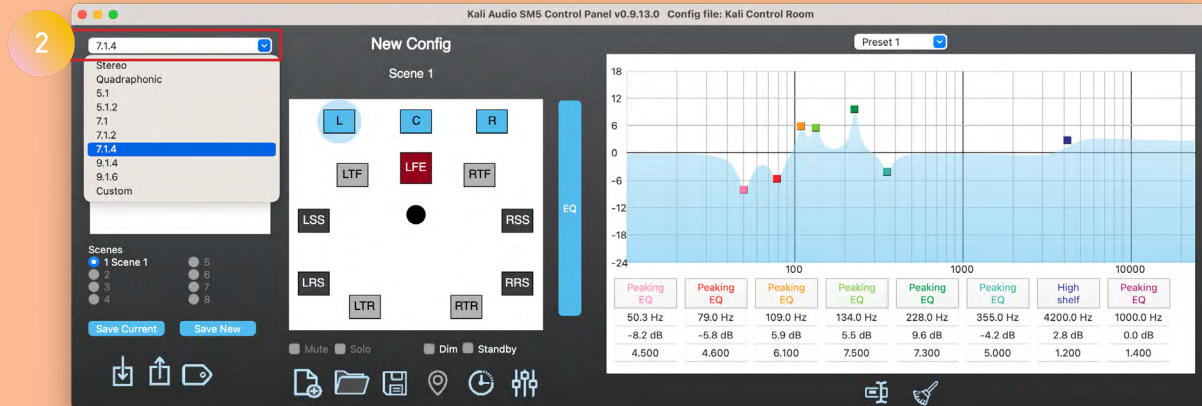 Kali Audio SM5 Control Panel v0.9.13.0 Config file: Kali Control Room
2
7.1.4
Stereo
Quadraphonic
5.1
5.1.2
7.1
7.1.2
7.1.4
9.1.4
9.1.6
Custom
Scenes
1 Scene 1
2
3
4
5
6
7
8
Save Current Save New
New Config
Scene 1
L C R
LTF LFE RTF
LSS RSS
LRS RRS
LTR RTR
EQ
Mute Solo Dim Standby
Preset 1
18
12
6
0
-6
-12
-18
-24
100 1000 10000
Peaking EQ Peaking EQ Peaking EQ Peaking EQ Peaking EQ Peaking EQ High shelf Peaking EQ
50.3 Hz 79.0 Hz 109.0 Hz 134.0 Hz 228.0 Hz 355.0 Hz 4200.0 Hz 1000.0 Hz
-8.2 dB -5.8 dB 5.9 dB 5.5 dB 9.6 dB -4.2 dB 2.8 dB 0.0 dB
4.500 4.600 6.100 7.500 7.300 5.000 1.200 1.400